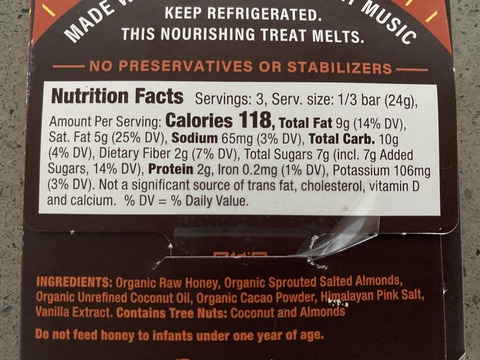 MADE W MUSIC
KEEP REFRIGERATED.
THIS NOURISHING TREAT MELTS.
NO PRESERVATIVES OR STABILIZERS
Nutrition Facts Servings: 3, Serv. size: 1/3 bar (24g),
Amount Per Serving: Calories 118, Total Fat 9g (14% DV),
Sat. Fat 5g (25% DV), Sodium 65mg (3% DV), Total Carb. 10g
(4% DV), Dietary Fiber 2g (7% DV), Total Sugars 7g (incl. 7g Added
Sugars, 14% DV), Protein 2g, Iron 0.2mg (1% DV), Potassium 106mg
(3% DV). Not a significant source of trans fat, cholesterol, vitamin D
and calcium. % DV = % Daily Value.
INGREDIENTS: Organic Raw Honey, Organic Sprouted Salted Almonds,
Organic Unrefined Coconut Oil, Organic Cacao Powder, Himalayan Pink Salt,
Vanilla Extract. Contains Tree Nuts: Coconut and Almonds
Do not feed honey to infants under one year of age.